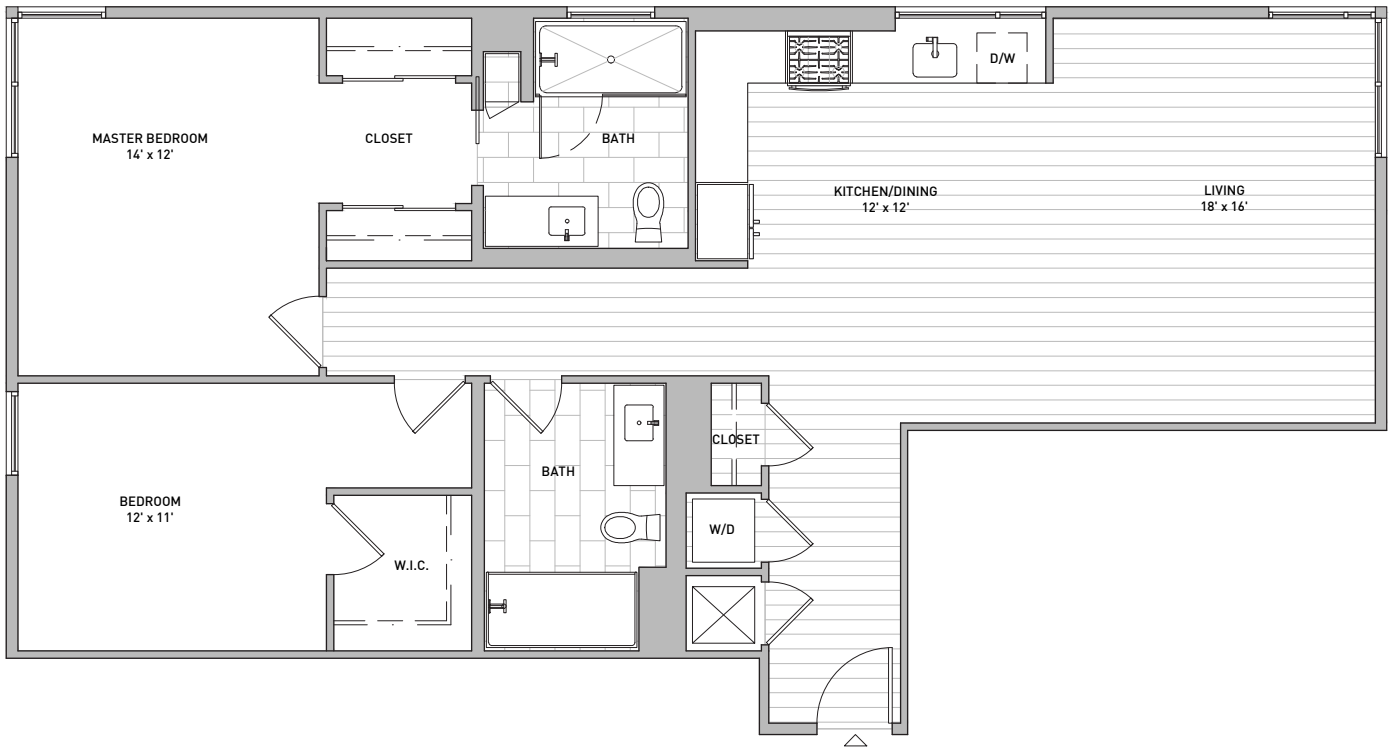 D/W
MASTER BEDROOM
14' x 12'
CLOSET
BATH
KITCHEN/DINING
12' x 12'
LIVING
18' x 16'
CLOSET
BATH
BEDROOM
12' x 11'
W/D
W.I.C.